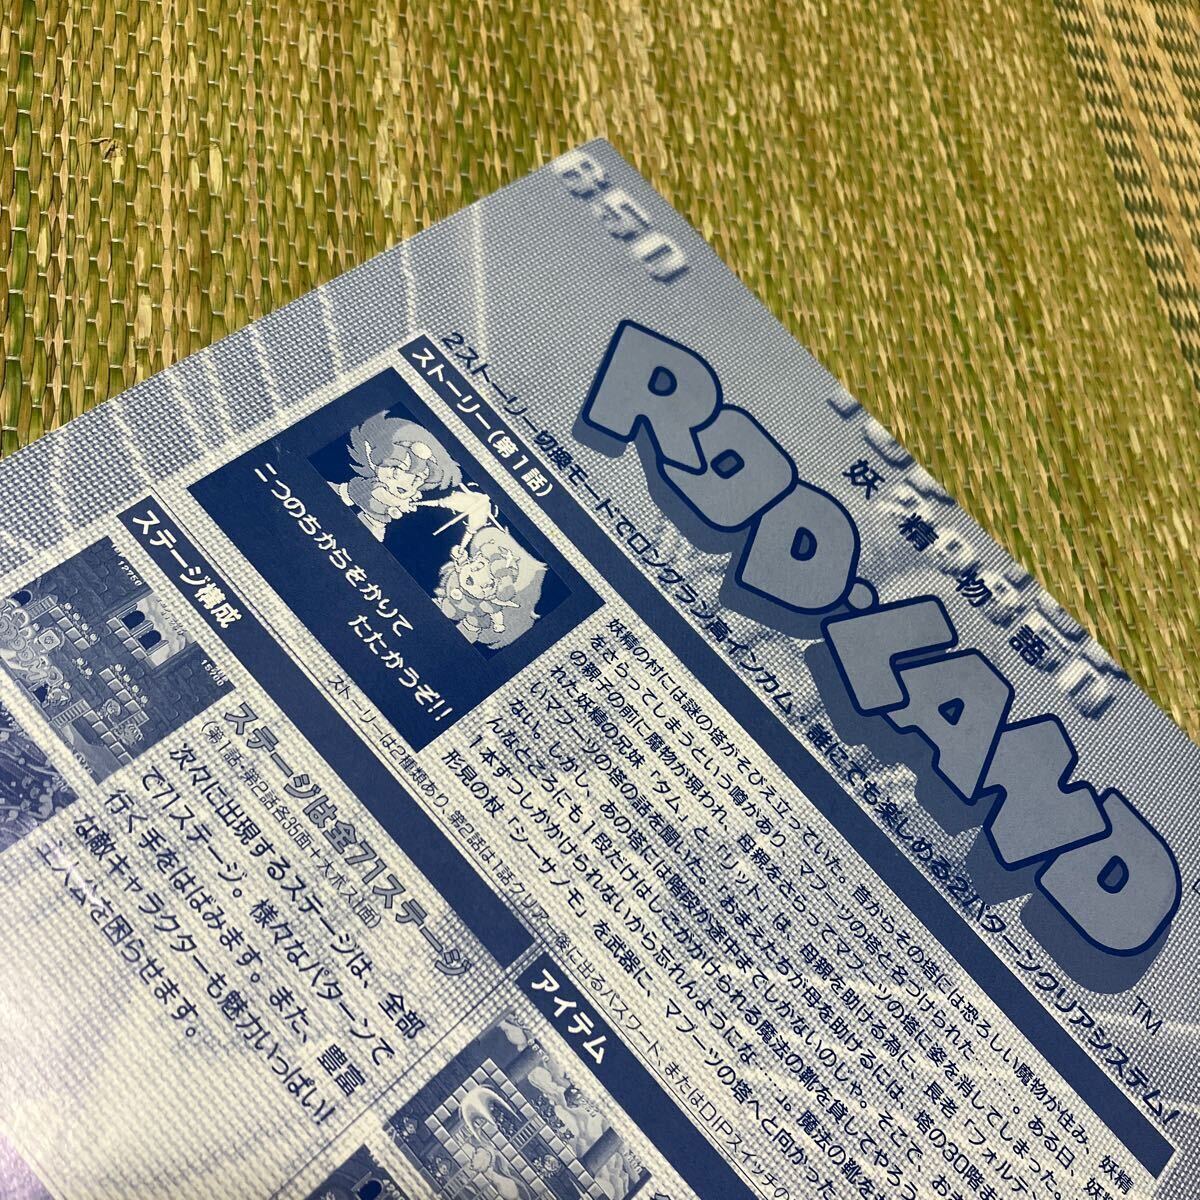 妖精物語
ROD・LAND™
2ストーリー切換モードでロングラン高インカム・誰にでも楽しめる2パターンクリアシステム!
ストーリー(第1話)
二つのちからをかりて
たたかうぞ!!
妖精の村には謎の塔がそびえ立っていた。昔からその塔には恐ろしい魔物が住み、妖精
をさらってしまうという噂があり、マブーツの塔と名づけられた……。ある日、妖
の親子の前に魔物が現われ、母親をさらってマブーツの塔に姿を消してしまった。
れた妖精の兄妹「タム」と「リット」は、母親を助ける為に、長老「フォルテ
いマブーツの塔の話を聞いた。「おまえたちが母を助けるには、塔の30階ま
ない。しかし、あの塔には階段が途中までしかないのじゃ。そこで、お
んなところにも1段だけはしごがかけられる魔法の靴を貸してやろう
1本ずつしかかけられないから忘れんようにな……」。魔法の靴を
形見の杖「シーサノモ」を武器に、マブーツの塔へと向かった
ストーリーは2種類あり、第2話は1話クリアー後に出るパスワード、またはDIPスイッチの
ステージ構成
ステージは全71ステージ
(第1話・第2話各35面+大ボス1面)
次々に出現するステージは、全部
で71ステージ。様々なパターンで
行く手をはばみます。また、豊富
な敵キャラクターも魅力いっぱい!
主人公を困らせます。
アイテム